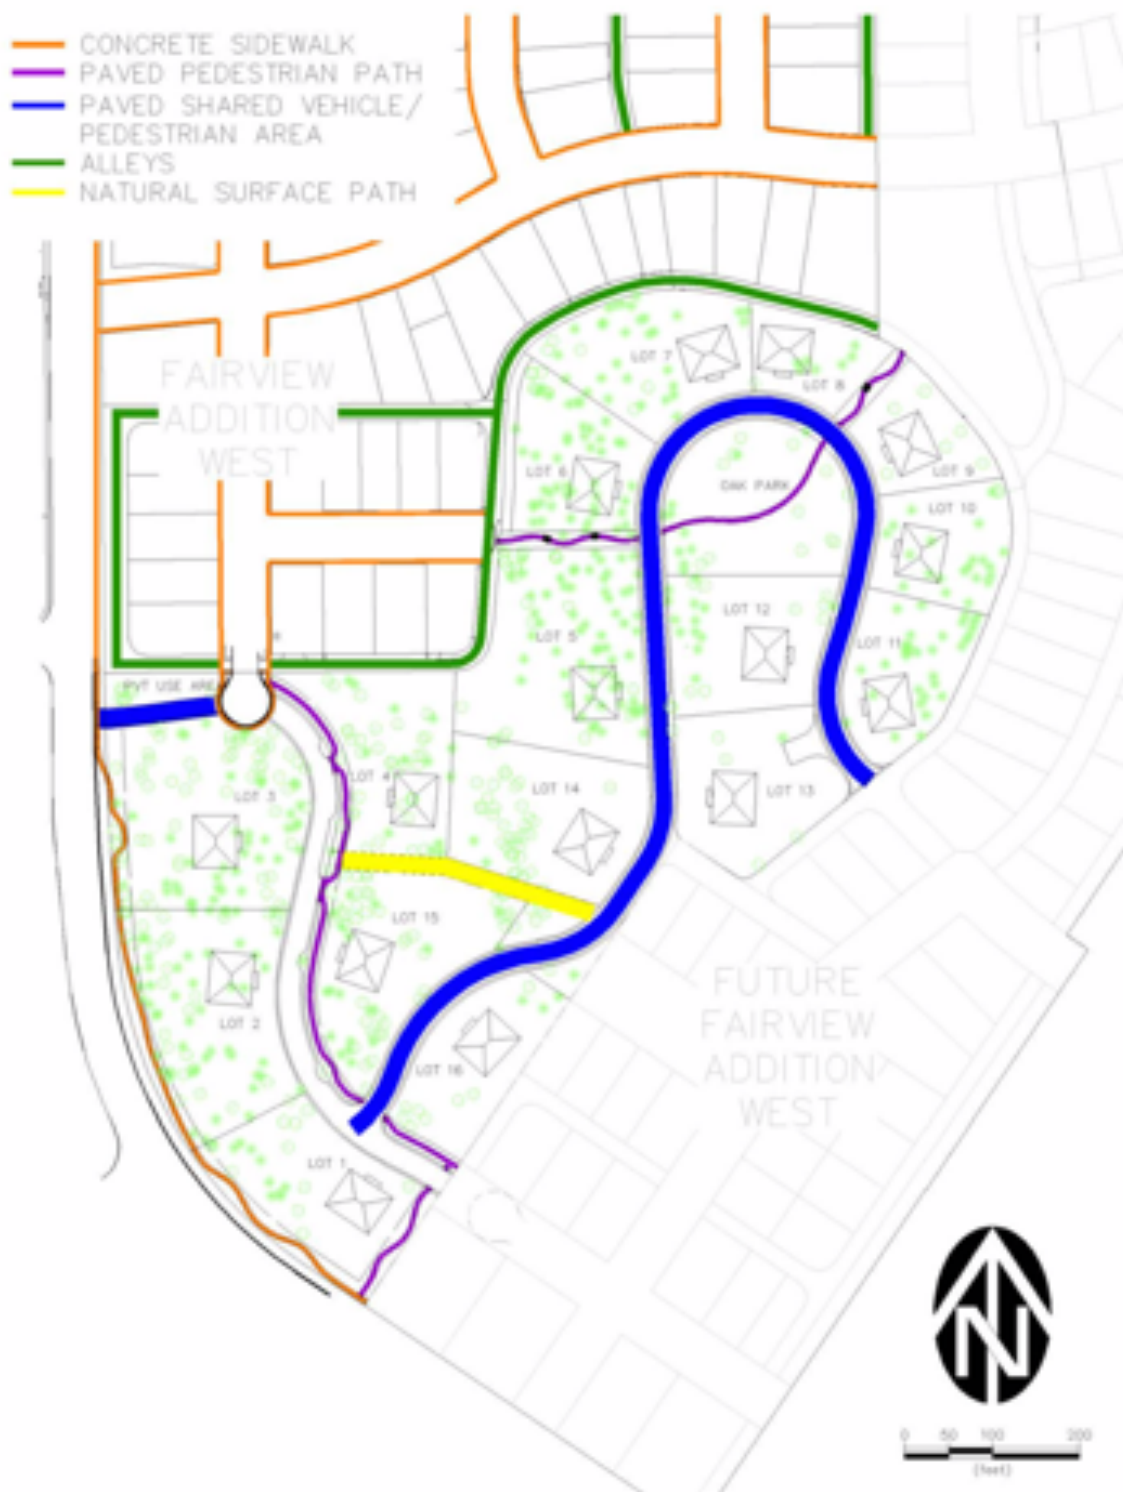 CONCRETE SIDEWALK
PAVED PEDESTRIAN PATH
PAVED SHARED VEHICLE/
PEDESTRIAN AREA
ALLEYS
NATURAL SURFACE PATH
FAIRVIEW
ADDITION
WEST
LOT 7
LOT 8
LOT 6
LOT 9
OAK PARK
LOT 10
LOT 12
LOT 5
LOT 11
PVT USE AREA
LOT 4
LOT 3
LOT 14
LOT 13
LOT 15
LOT 2
LOT 16
LOT 1
FUTURE
FAIRVIEW
ADDITION
WEST
N
0 50 100 200
(feet)